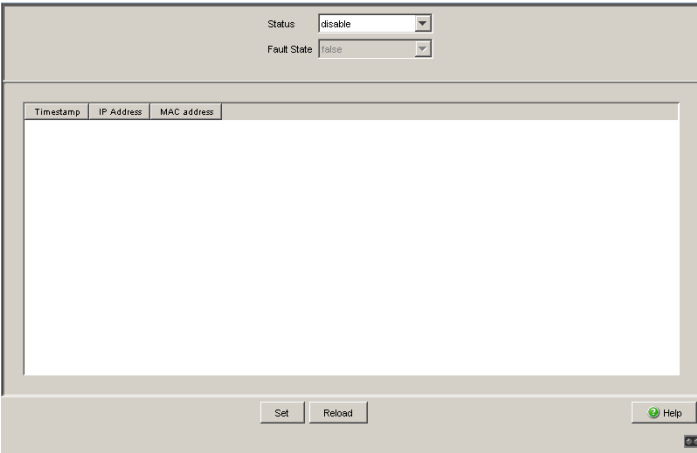 Status disable
Fault State false
Timestamp IP Address MAC address
Set Reload Help